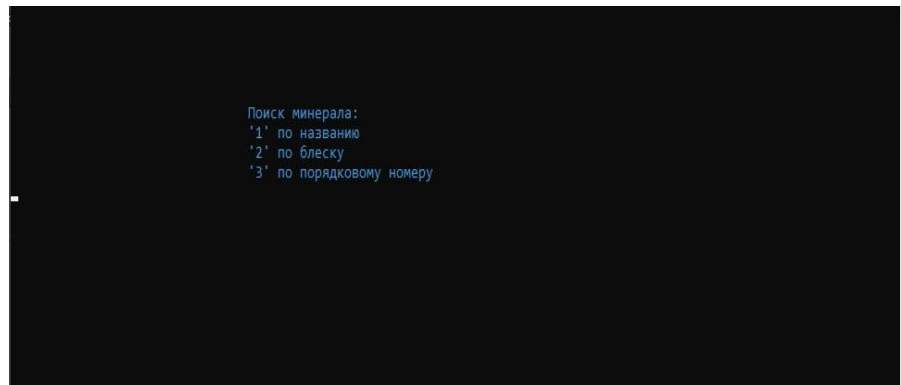 Поиск минерала:
'1' по названию
'2' по блеску
'3' по порядковому номеру